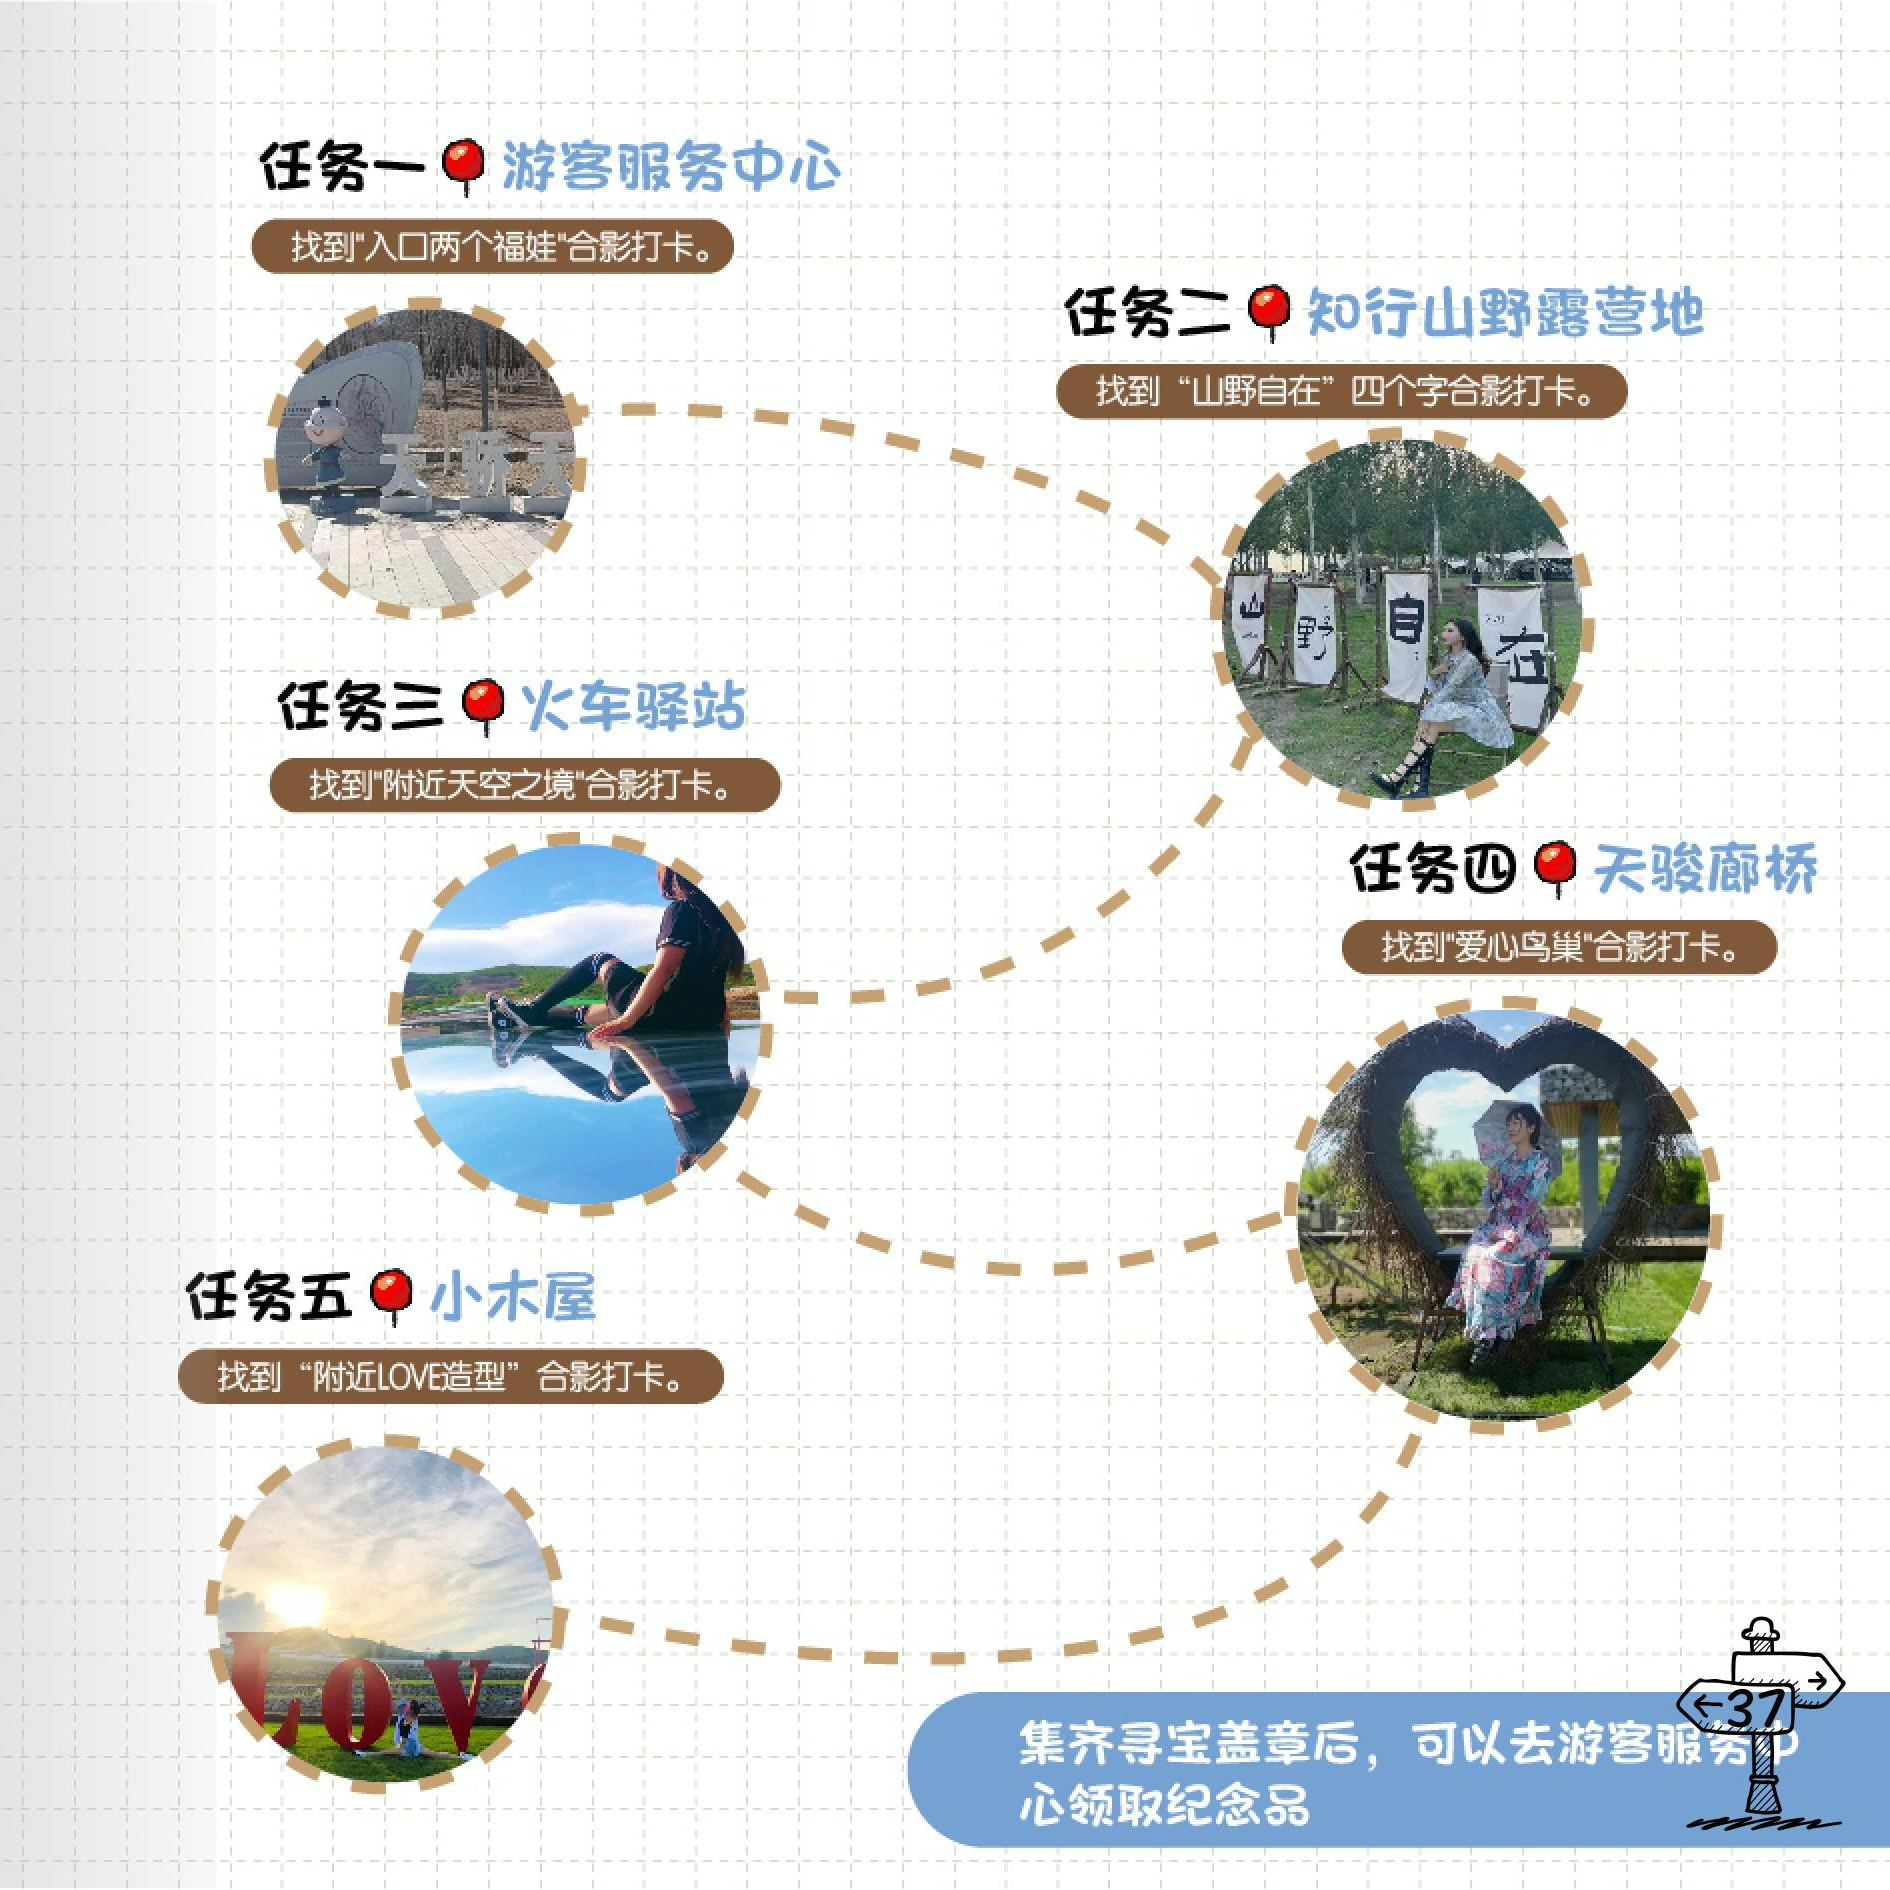 任务一 游客服务中心
找到"入口两个福娃"合影打卡。
天骄天
任务二 知行山野露营地
找到“山野自在”四个字合影打卡。
山野自在
任务三 火车驿站
找到"附近天空之境"合影打卡。
任务四 天骏廊桥
找到"爱心鸟巢"合影打卡。
任务五 小木屋
找到“附近LOVE造型”合影打卡。
LOV
集齐寻宝盖章后，可以去游客服务中
心领取纪念品
37